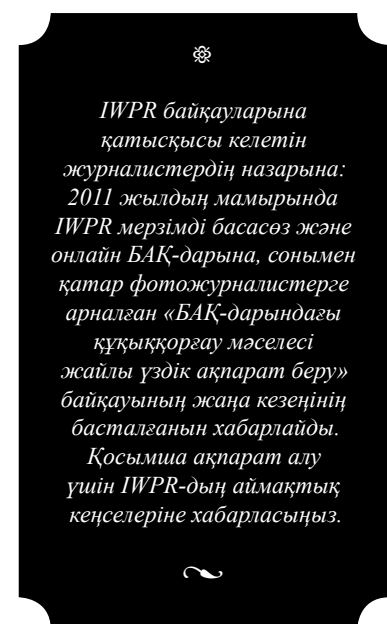 IWPR байқауларына
қатысқысы келетін
журналистердің назарына:
2011 жылдың мамырында
IWPR мерзімді басасөз және
онлайн БАҚ-дарына, сонымен
қатар фотожурналистерге
арналған «БАҚ-дарындағы
құқыққорғау мәселесі
жайлы үздік ақпарат беру»
байқауының жаңа кезеңінің
басталғанын хабарлайды.
Қосымша ақпарат алу
үшін IWPR-дың аймақтық
кеңселеріне хабарласыңыз.